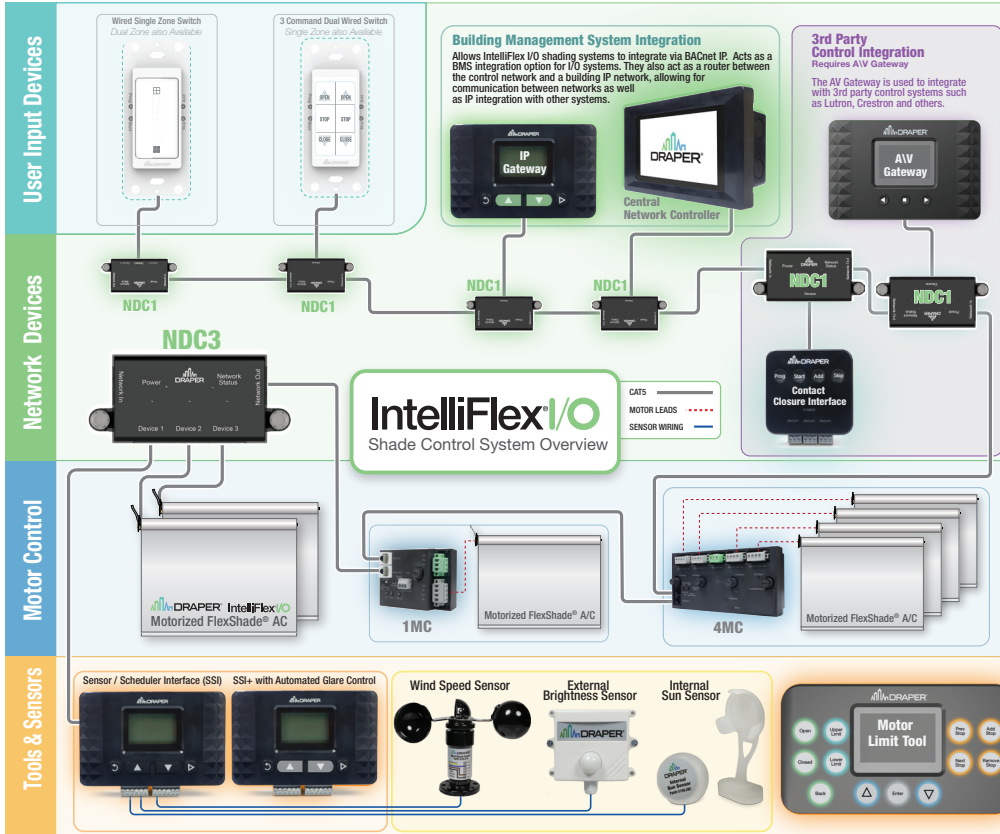 User Input Devices
Wired Single Zone Switch
Dual Zone also Available
3 Command Dual Wired Switch
Single Zone also Available
OPEN OPEN
STOP STOP
CLOSE CLOSE
Building Management System Integration
Allows IntelliFlex I/O shading systems to integrate via BACnet IP. Acts as a
BMS integration option for I/O systems. They also act as a router between
the control network and a building IP network, allowing for
communication between networks as well
as IP integration with other systems.
DRAPER
IP
Gateway
DRAPER®
Central
Network Controller
3rd Party
Control Integration
Requires A\V Gateway
The AV Gateway is used to integrate
with 3rd party control systems such
as Lutron, Crestron and others.
DRAPER
A\V
Gateway
Network Devices
NDC1
NDC1
NDC1
NDC1
Power
DRAPER
Network
Status
NDC1
Device
NDC1
NDC3
Network In
Power
DRAPER
Network
Status
Network Out
Device 1 Device 2 Device 3
IntelliFlex® I/O
Shade Control System Overview
CAT5
MOTOR LEADS
SENSOR WIRING
DRAPER
Prog Start Add Skip
Contact
Closure Interface
Motor Control
DRAPER IntelliFlex I/O
Motorized FlexShade® AC
1MC
Motorized FlexShade® A/C
4MC
Motorized FlexShade® A/C
Tools & Sensors
Sensor / Scheduler Interface (SSI)
DRAPER
SSI+ with Automated Glare Control
DRAPER
Wind Speed Sensor
DRAPER
External
Brightness Sensor
DRAPER
Internal
Sun Sensor
DRAPER
Internal
Sun Sensor
DRAPER
Motor
Limit Tool
Open
Upper
Limit
Closed
Lower
Limit
Back
Enter
Prev
Stop
Add
Stop
Next
Stop
Remove
Stop